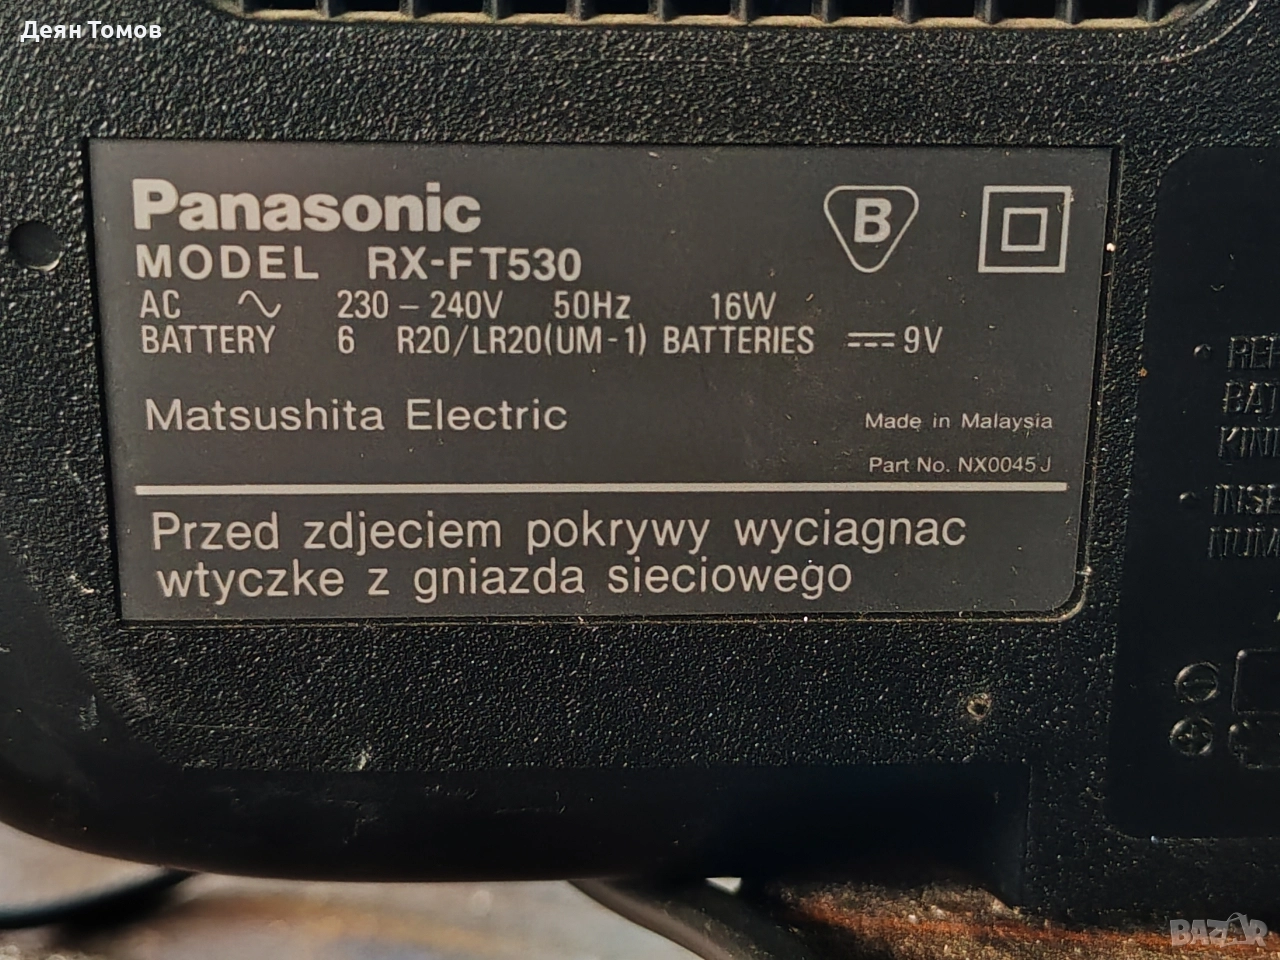 Деян Томов
Panasonic
B
MODEL RX-FT530
AC 230 – 240V 50Hz 16W
BATTERY 6 R20/LR20(UM-1) BATTERIES 9V
Matsushita Electric
Made in Malaysia
Part No. NX0045J
Przed zdjeciem pokrywy wyciagnac
wtyczke z gniazda sieciowego
BAZAR